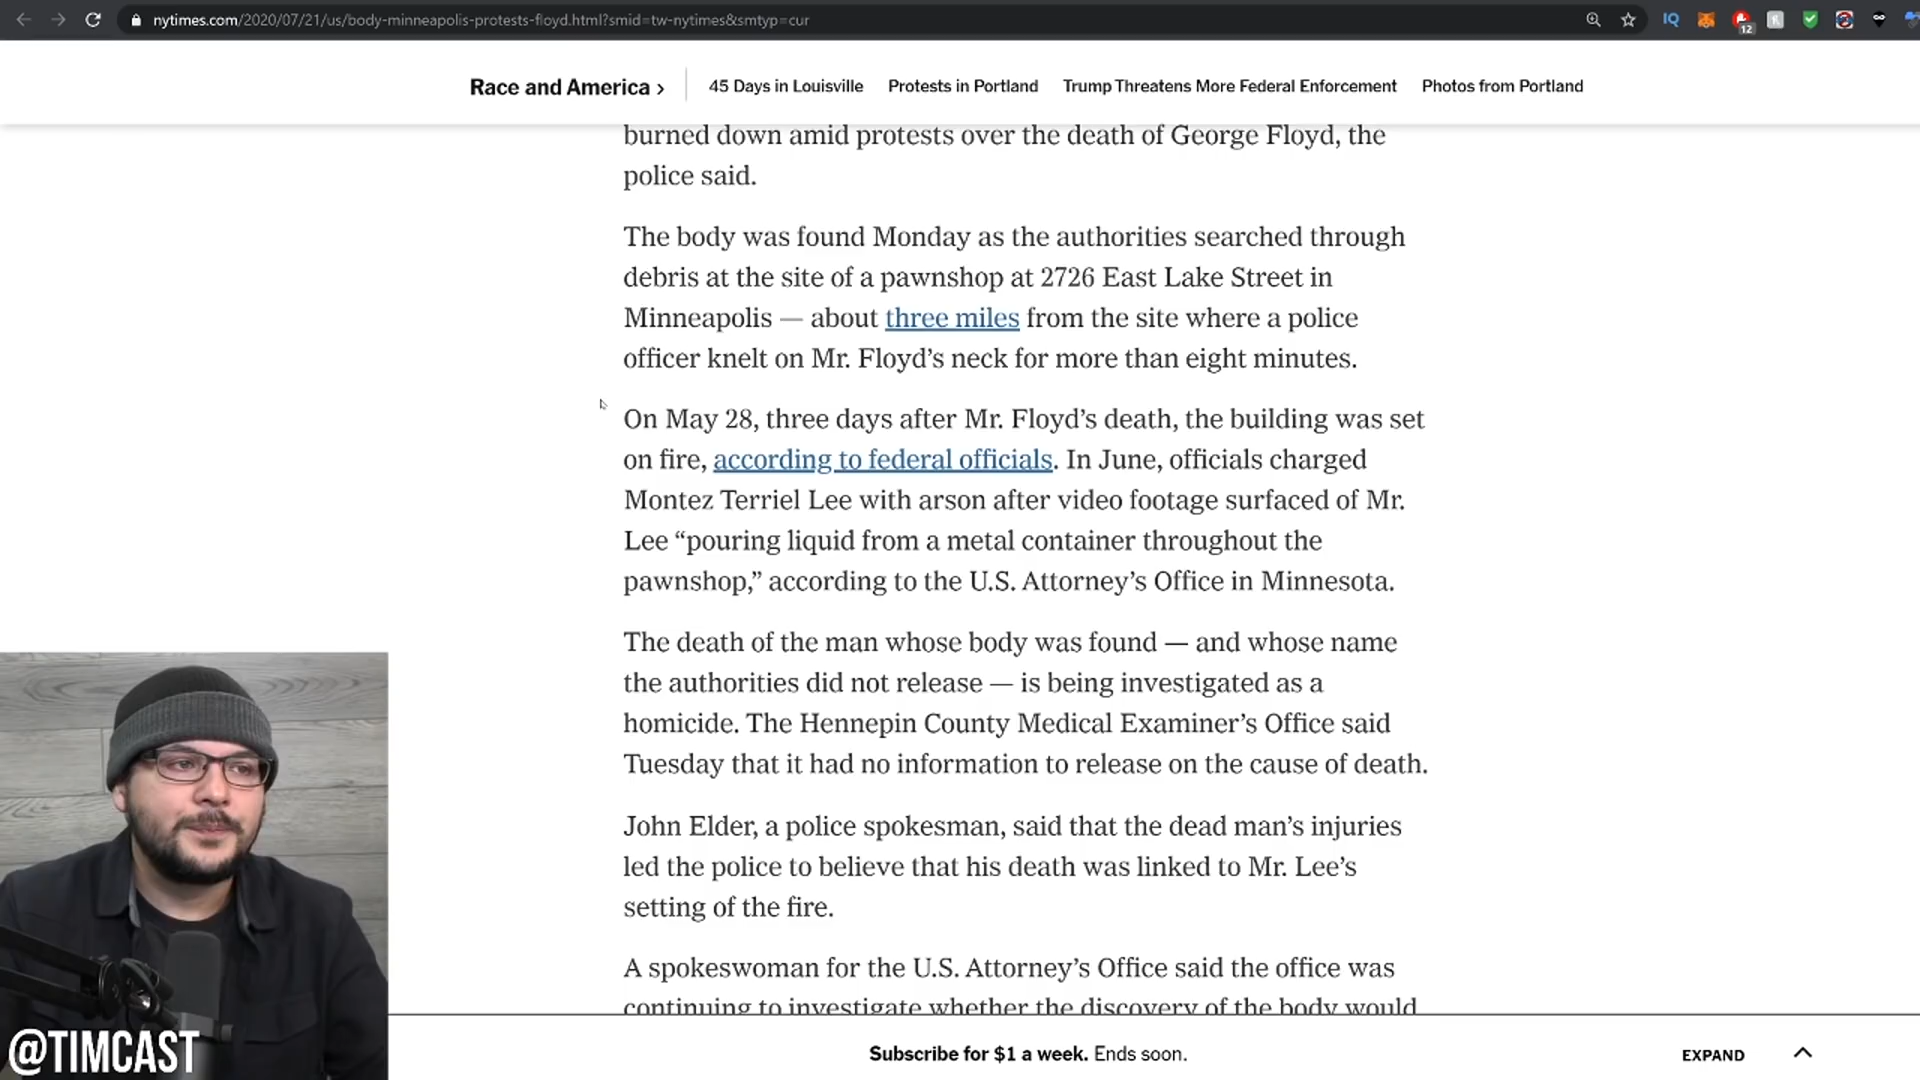 nytimes.com/2020/07/21/us/body-minneapolis-protests-floyd.html?smid=tw-nytimes&smtyp=cur
IQ
12
Race and America ›
45 Days in Louisville
Protests in Portland
Trump Threatens More Federal Enforcement
Photos from Portland
burned down amid protests over the death of George Floyd, the
police said.
The body was found Monday as the authorities searched through
debris at the site of a pawnshop at 2726 East Lake Street in
Minneapolis — about three miles from the site where a police
officer knelt on Mr. Floyd’s neck for more than eight minutes.
On May 28, three days after Mr. Floyd’s death, the building was set
on fire, according to federal officials. In June, officials charged
Montez Terriel Lee with arson after video footage surfaced of Mr.
Lee “pouring liquid from a metal container throughout the
pawnshop,” according to the U.S. Attorney’s Office in Minnesota.
The death of the man whose body was found — and whose name
the authorities did not release — is being investigated as a
homicide. The Hennepin County Medical Examiner’s Office said
Tuesday that it had no information to release on the cause of death.
John Elder, a police spokesman, said that the dead man’s injuries
led the police to believe that his death was linked to Mr. Lee’s
setting of the fire.
A spokeswoman for the U.S. Attorney’s Office said the office was
continuing to investigate whether the discovery of the body would
@TIMCAST
Subscribe for $1 a week. Ends soon.
EXPAND